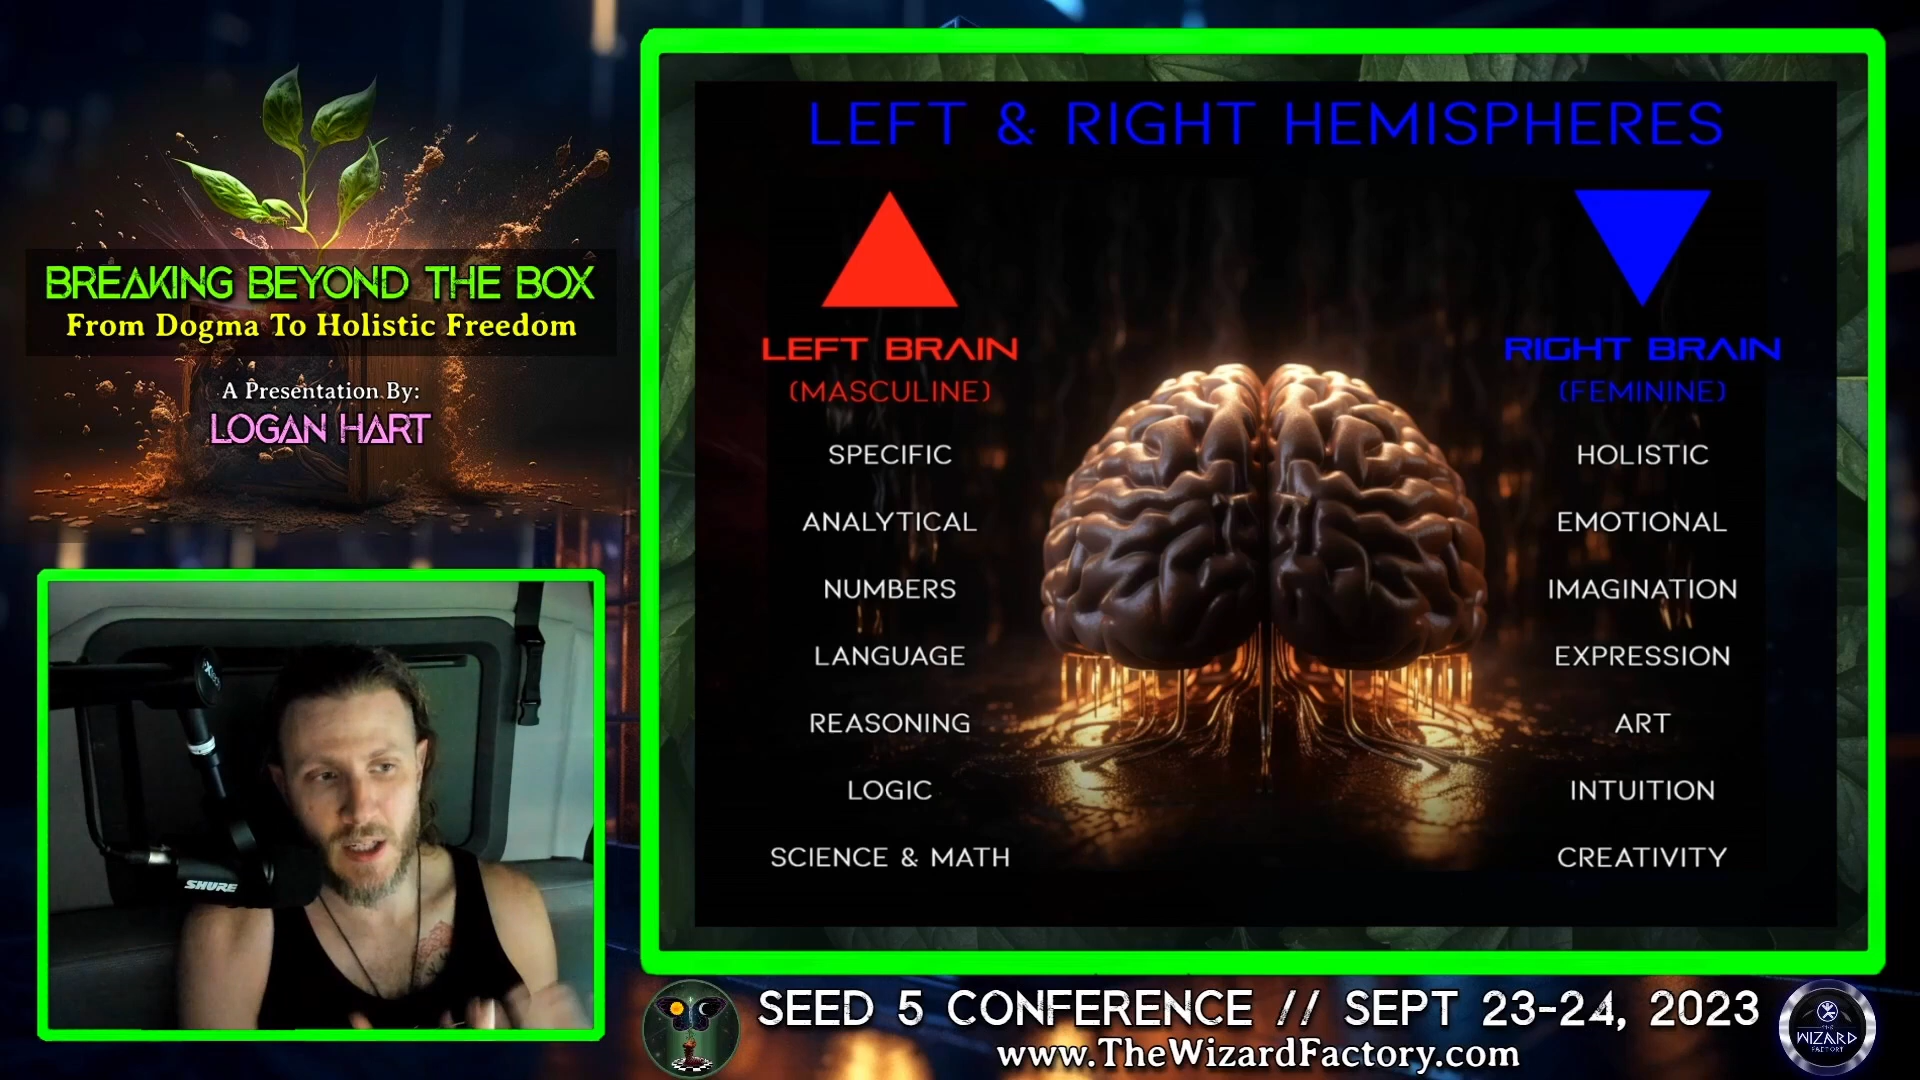 BREAKING BEYOND THE BOX
From Dogma To Holistic Freedom
A Presentation By:
LOGAN HART
SHURE
LEFT & RIGHT HEMISPHERES
LEFT BRAIN
(MASCULINE)
SPECIFIC
ANALYTICAL
NUMBERS
LANGUAGE
REASONING
LOGIC
SCIENCE & MATH
RIGHT BRAIN
(FEMININE)
HOLISTIC
EMOTIONAL
IMAGINATION
EXPRESSION
ART
INTUITION
CREATIVITY
SEED 5 CONFERENCE // SEPT 23-24, 2023
www.TheWizardFactory.com
THE
WIZARD
FACTORY